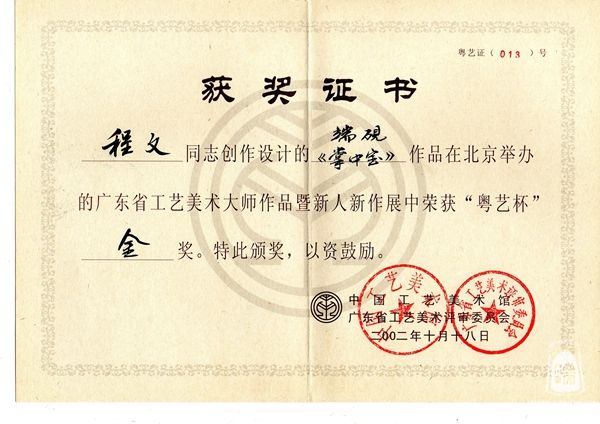 粤艺证(013)号
获奖证书
程文同志创作设计的端砚《掌中宝》作品在北京举办
的广东省工艺美术大师作品暨新人新作展中荣获“粤艺杯”
金奖。特此颁奖，以资鼓励。
中国工艺美术馆
广东省工艺美术评审委员会
二00二年十月十八日